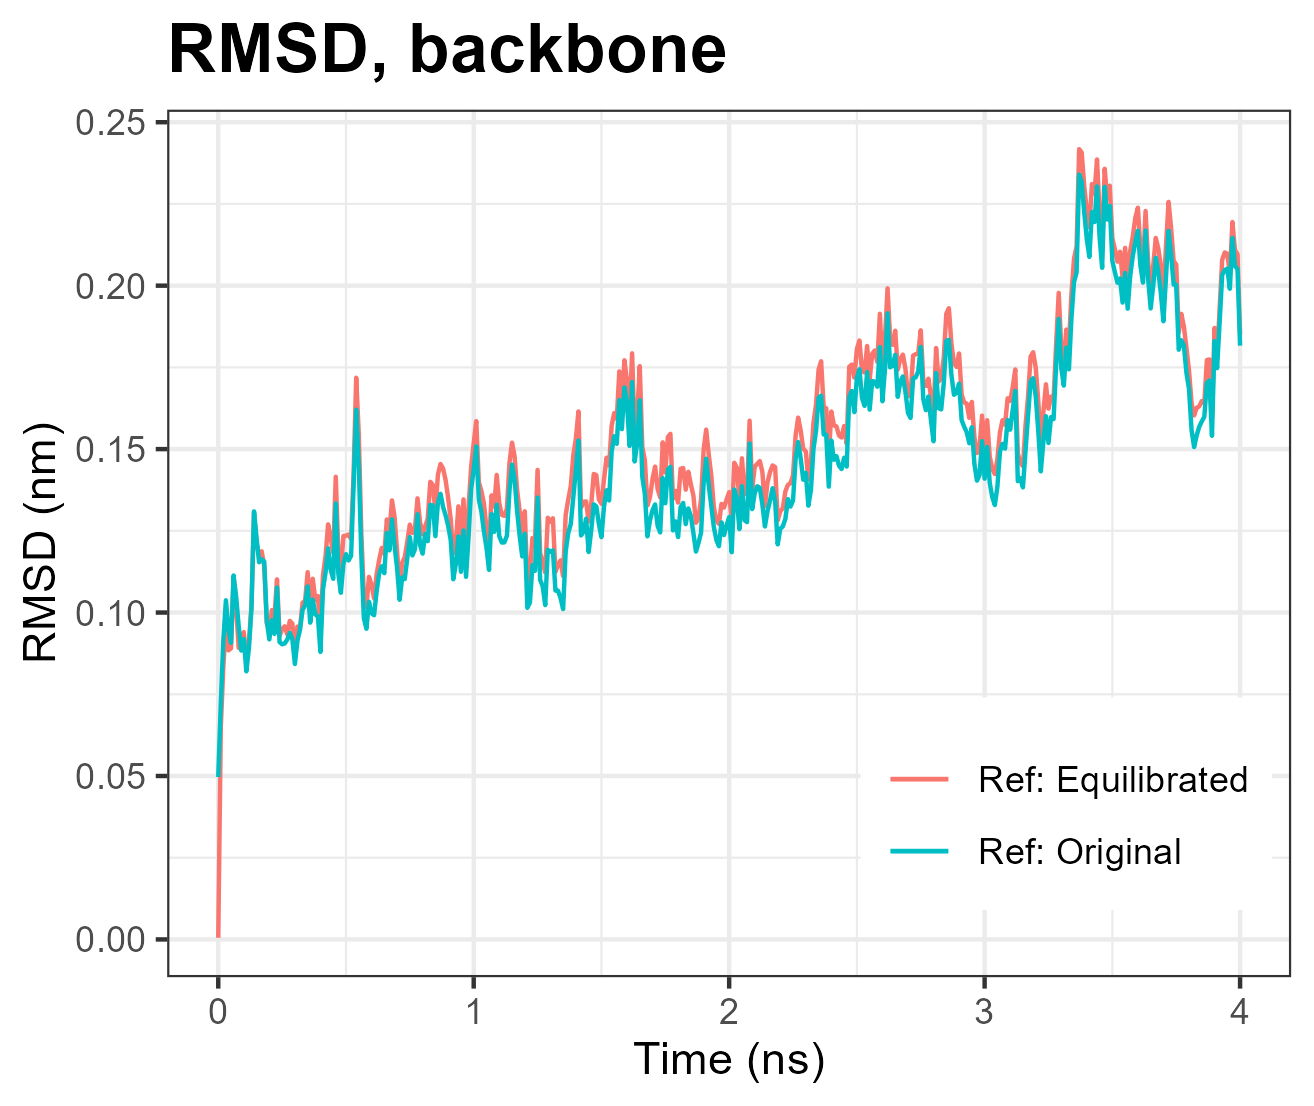 RMSD, backbone
0.25
0.20
0.15
0.10
0.05
0.00
RMSD (nm)
Ref: Equilibrated
Ref: Original
0 1 2 3 4
Time (ns)